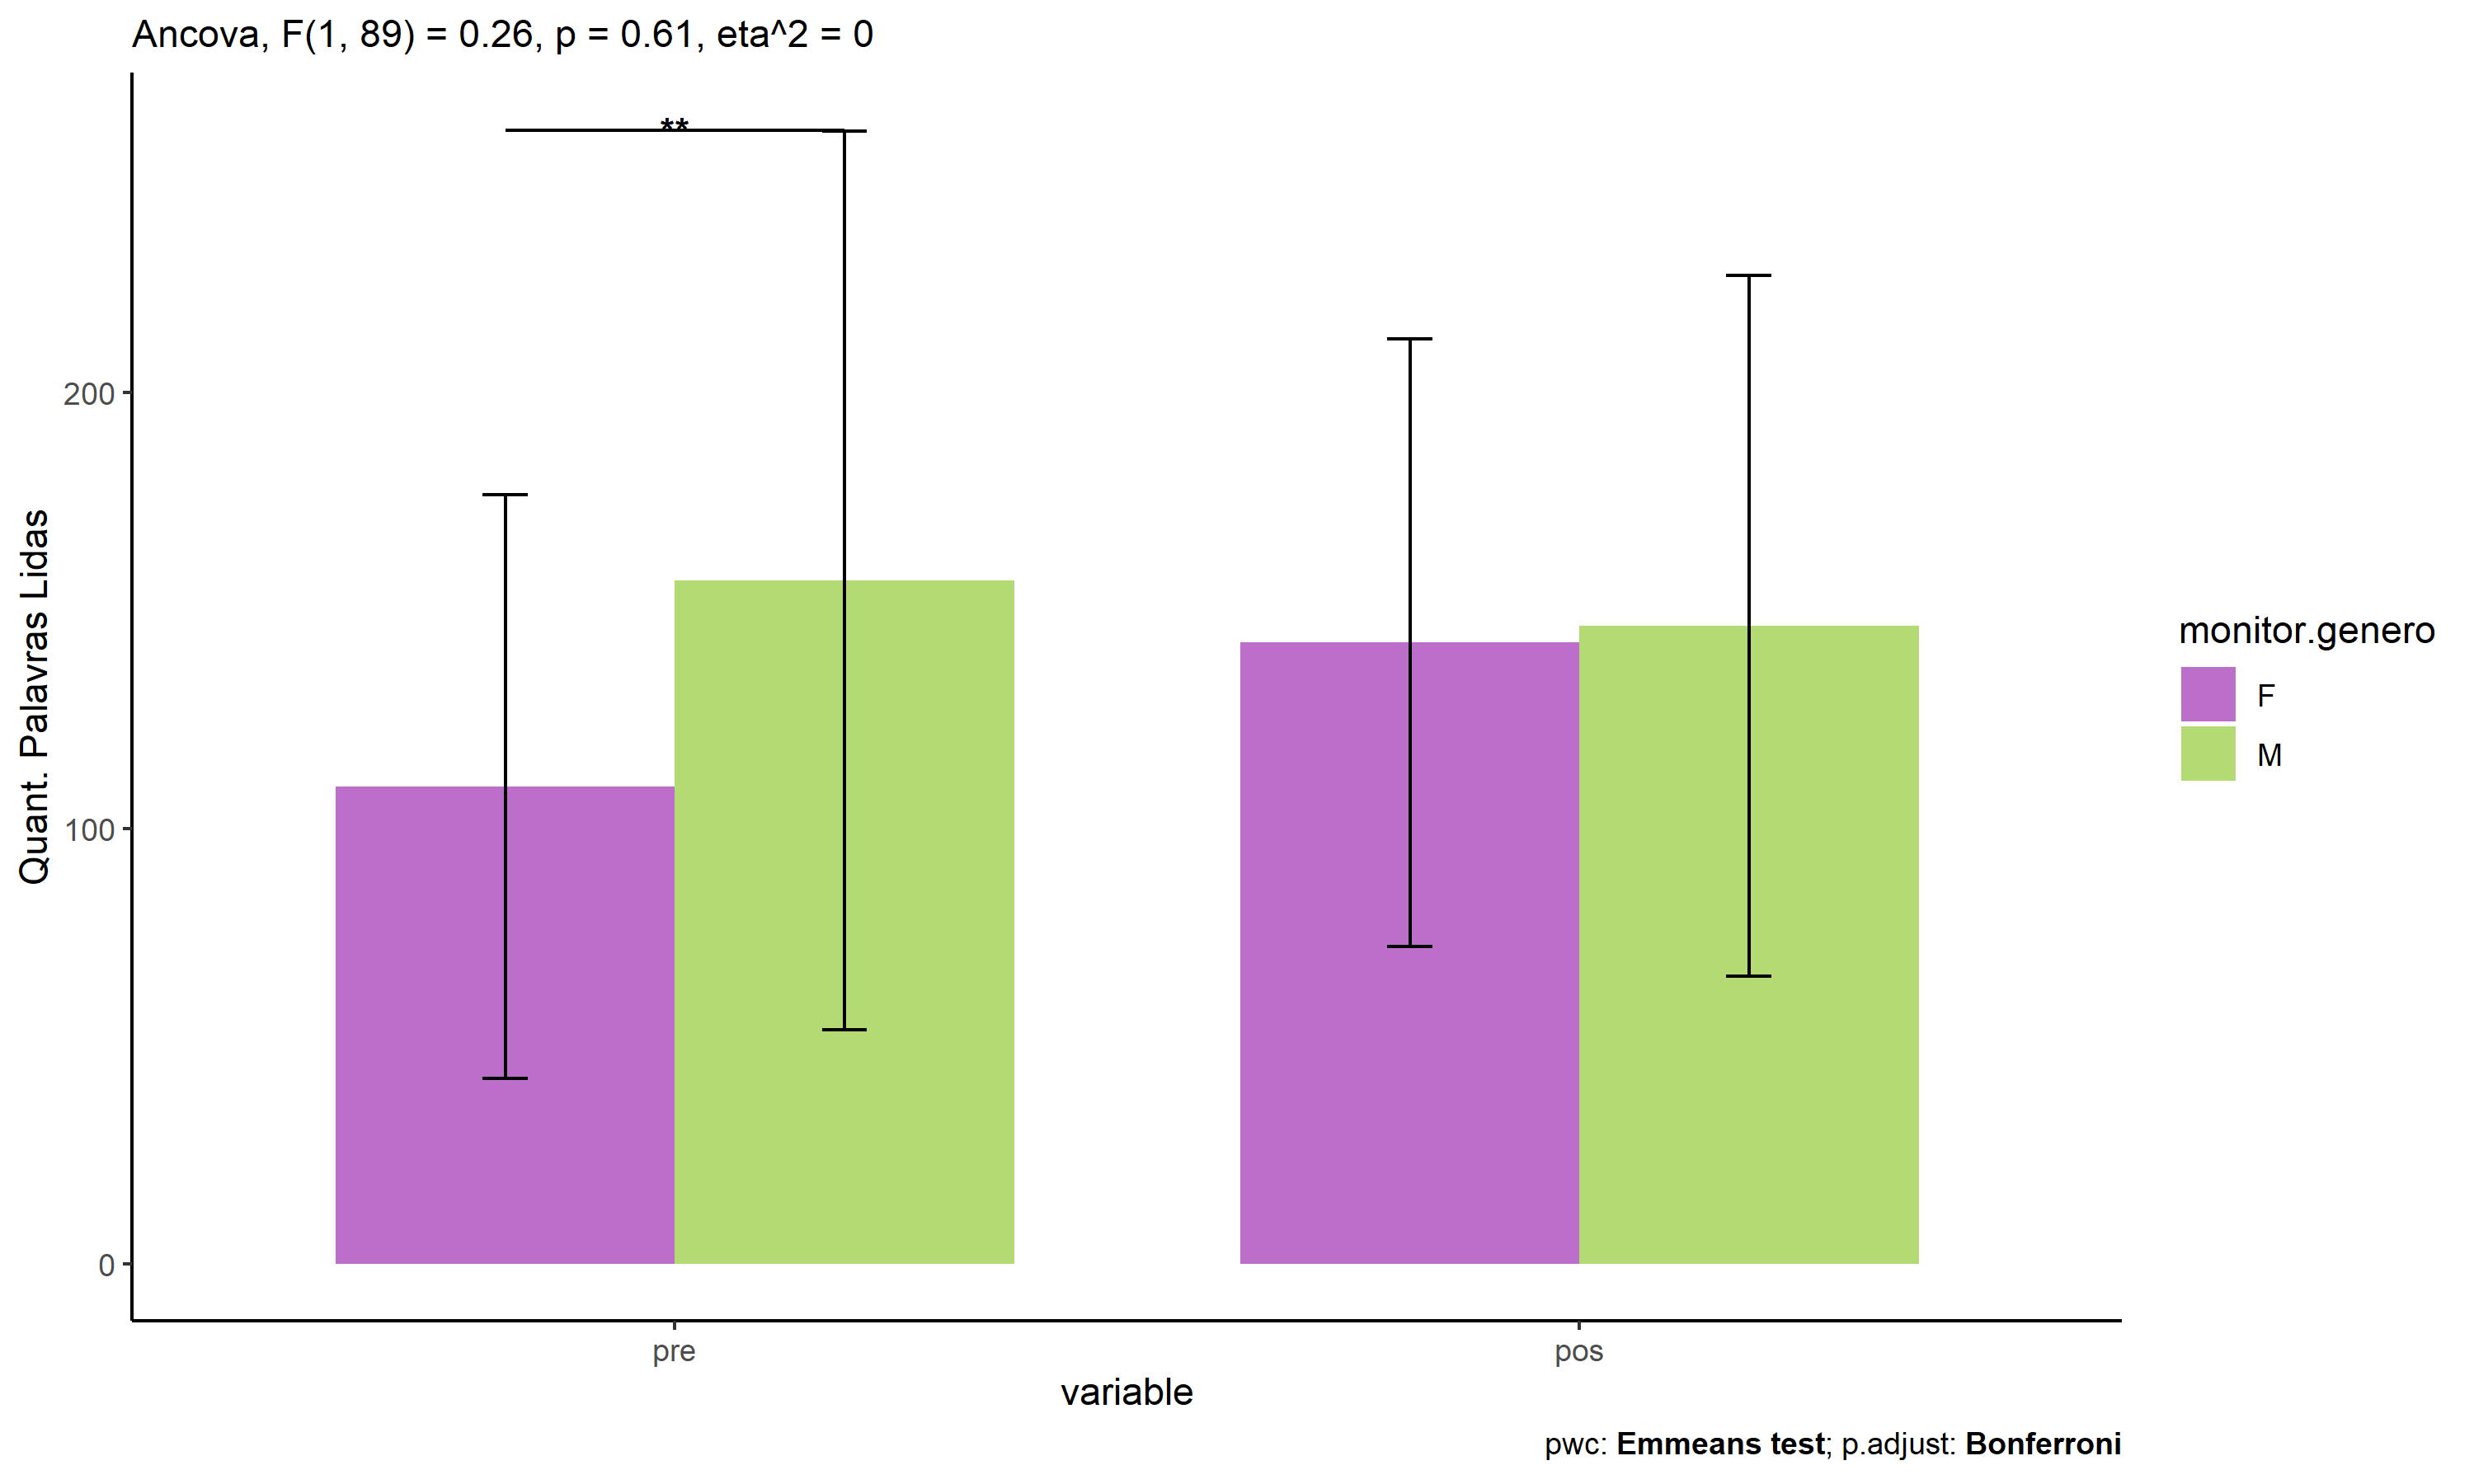 Ancova, F(1, 89) = 0.26, p = 0.61, eta^2 = 0
**
200
100
0
Quant. Palavras Lidas
pre
pos
variable
monitor.genero
F
M
pwc: Emmeans test; p.adjust: Bonferroni